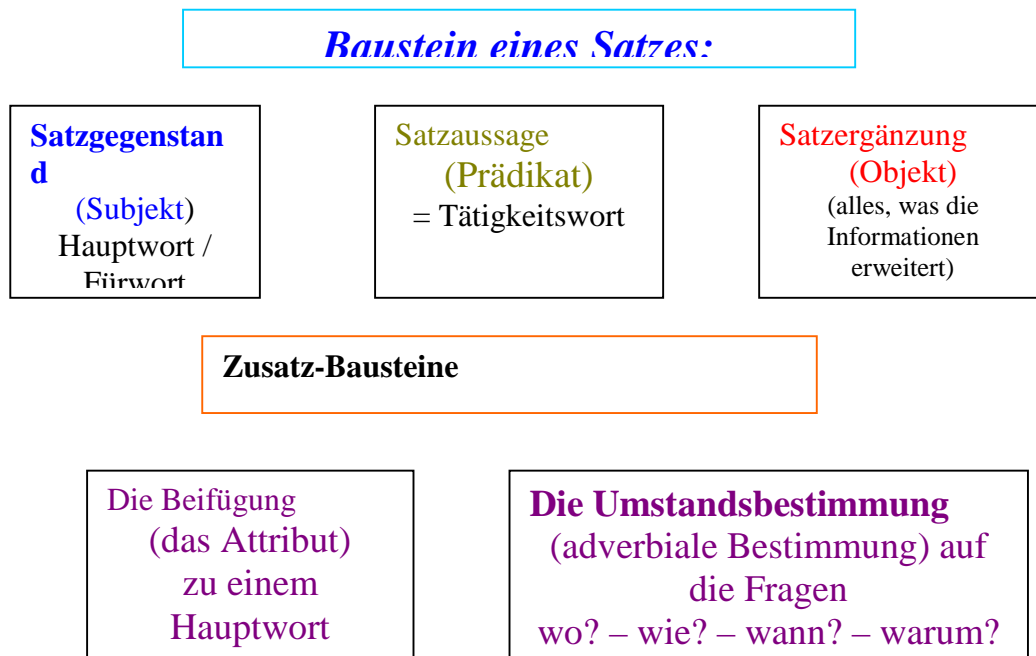 Baustein eines Satzes:
Satzgegenstan
d
(Subjekt)
Hauptwort /
Fürwort
Satzaussage
(Prädikat)
= Tätigkeitswort
Satzergänzung
(Objekt)
(alles, was die
Informationen
erweitert)
Zusatz-Bausteine
Die Beifügung
(das Attribut)
zu einem
Hauptwort
Die Umstandsbestimmung
(adverbiale Bestimmung) auf
die Fragen
wo? – wie? – wann? – warum?